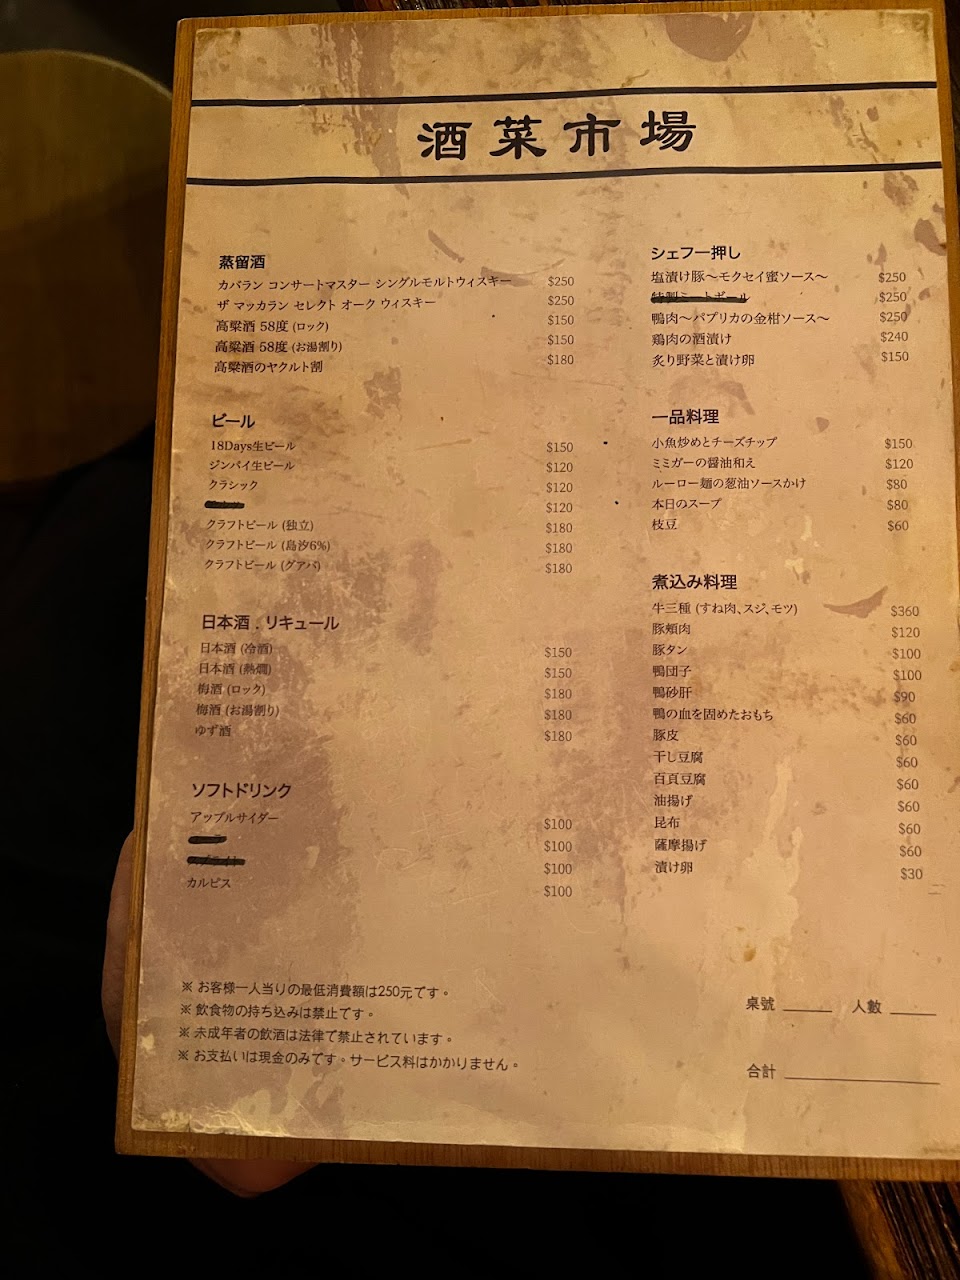 酒菜市場
蒸留酒
カバラン コンサートマスター シングルモルトウィスキー $250
ザ マッカラン セレクト オーク ウィスキー $250
高粱酒 58度 (ロック) $150
高粱酒 58度 (お湯割り) $150
高粱酒のヤクルト割 $180
ビール
18Days生ビール $150
ジンパイ生ビール $120
クラシック $120
$120
クラフトビール (独立) $180
クラフトビール (島汐6%) $180
クラフトビール (グアバ) $180
日本酒 . リキュール
日本酒 (冷酒) $150
日本酒 (熱燗) $150
梅酒 (ロック) $180
梅酒 (お湯割り) $180
ゆず酒 $180
ソフトドリンク
アップルサイダー $100
$100
$100
カルピス $100
シェフ一押し
塩漬け豚〜モクセイ蜜ソース〜 $250
特製ミートボール $250
鴨肉〜パプリカの金柑ソース〜 $250
鶏肉の酒漬け $240
炙り野菜と漬け卵 $150
一品料理
小魚炒めとチーズチップ $150
ミミガーの醤油和え $120
ルーロー麺の葱油ソースかけ $80
本日のスープ $80
枝豆 $60
煮込み料理
牛三種 (すね肉、スジ、モツ) $360
豚頬肉 $120
豚タン $100
鴨団子 $100
鴨砂肝 $90
鴨の血を固めたおもち $60
豚皮 $60
干し豆腐 $60
百頁豆腐 $60
油揚げ $60
昆布 $60
薩摩揚げ $60
漬け卵 $30
※ お客様一人当りの最低消費額は250元です。
※ 飲食物の持ち込みは禁止です。
※ 未成年者の飲酒は法律で禁止されています。
※ お支払いは現金のみです。サービス料はかかりません。
桌號 ＿＿＿ 人數 ＿＿＿
合計 ＿＿＿＿＿＿＿